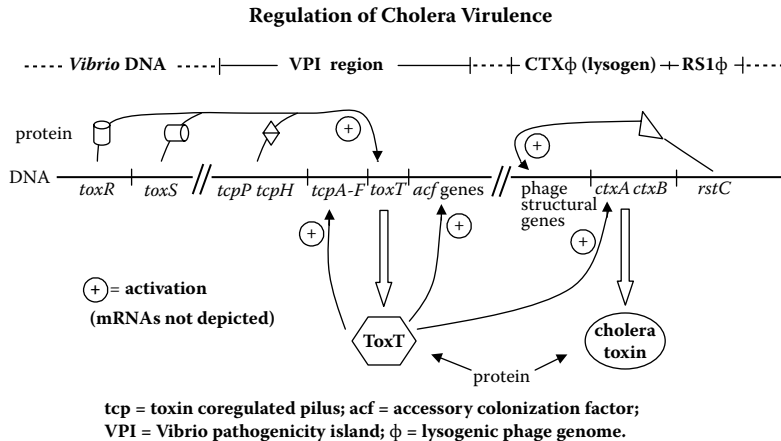 Regulation of Cholera Virulence
Vibrio DNA VPI region CTXϕ (lysogen) RS1ϕ
protein
+
+
DNA
toxR toxS tcpP tcpH tcpA-F toxT acf genes phage structural genes ctxA ctxB rstC
+
+
+
+ = activation
(mRNAs not depicted)
ToxT
cholera
toxin
protein
tcp = toxin coregulated pilus; acf = accessory colonization factor;
VPI = Vibrio pathogenicity island; ϕ = lysogenic phage genome.